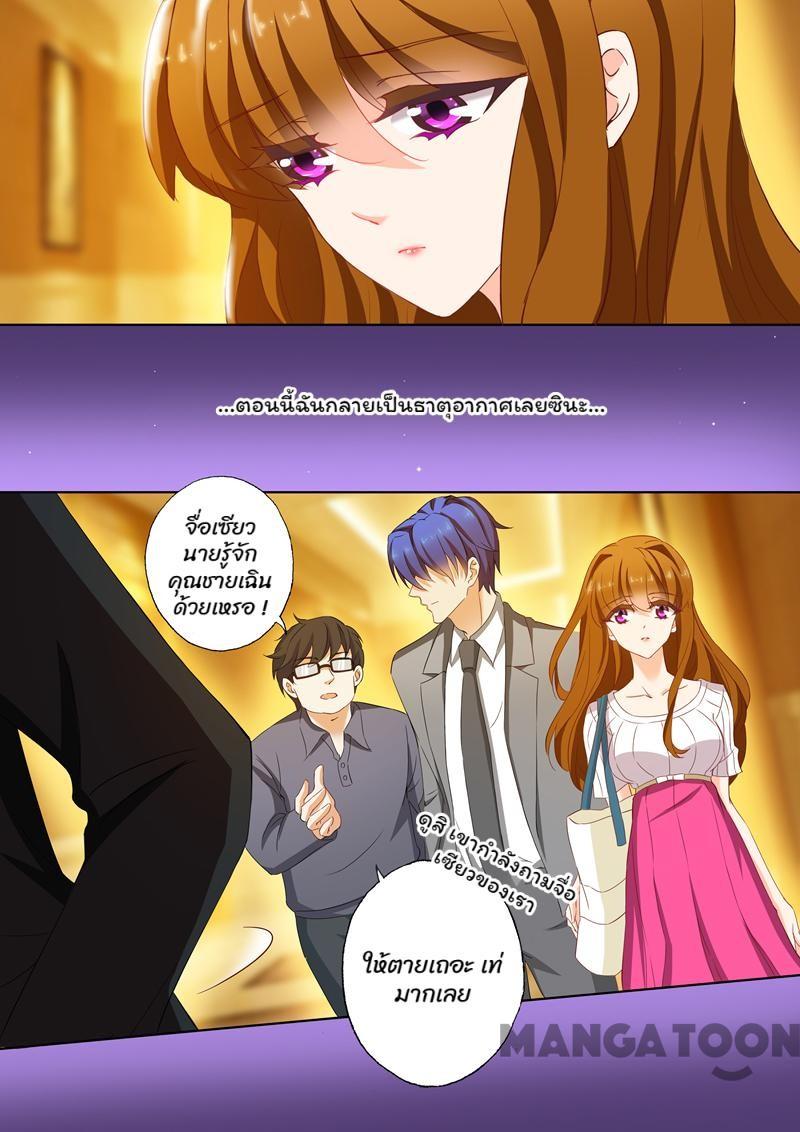 ...ตอนนี้ฉันกลายเป็นธาตุอากาศเลยซินะ...
จื่อเซียว
นายรู้จัก
คุณชายเฉิน
ด้วยเหรอ !
ดูสิ เขากำลังถามจื่อ
เซียวของเรา
ให้ตายเถอะ เท่
มากเลย
MANGATOON